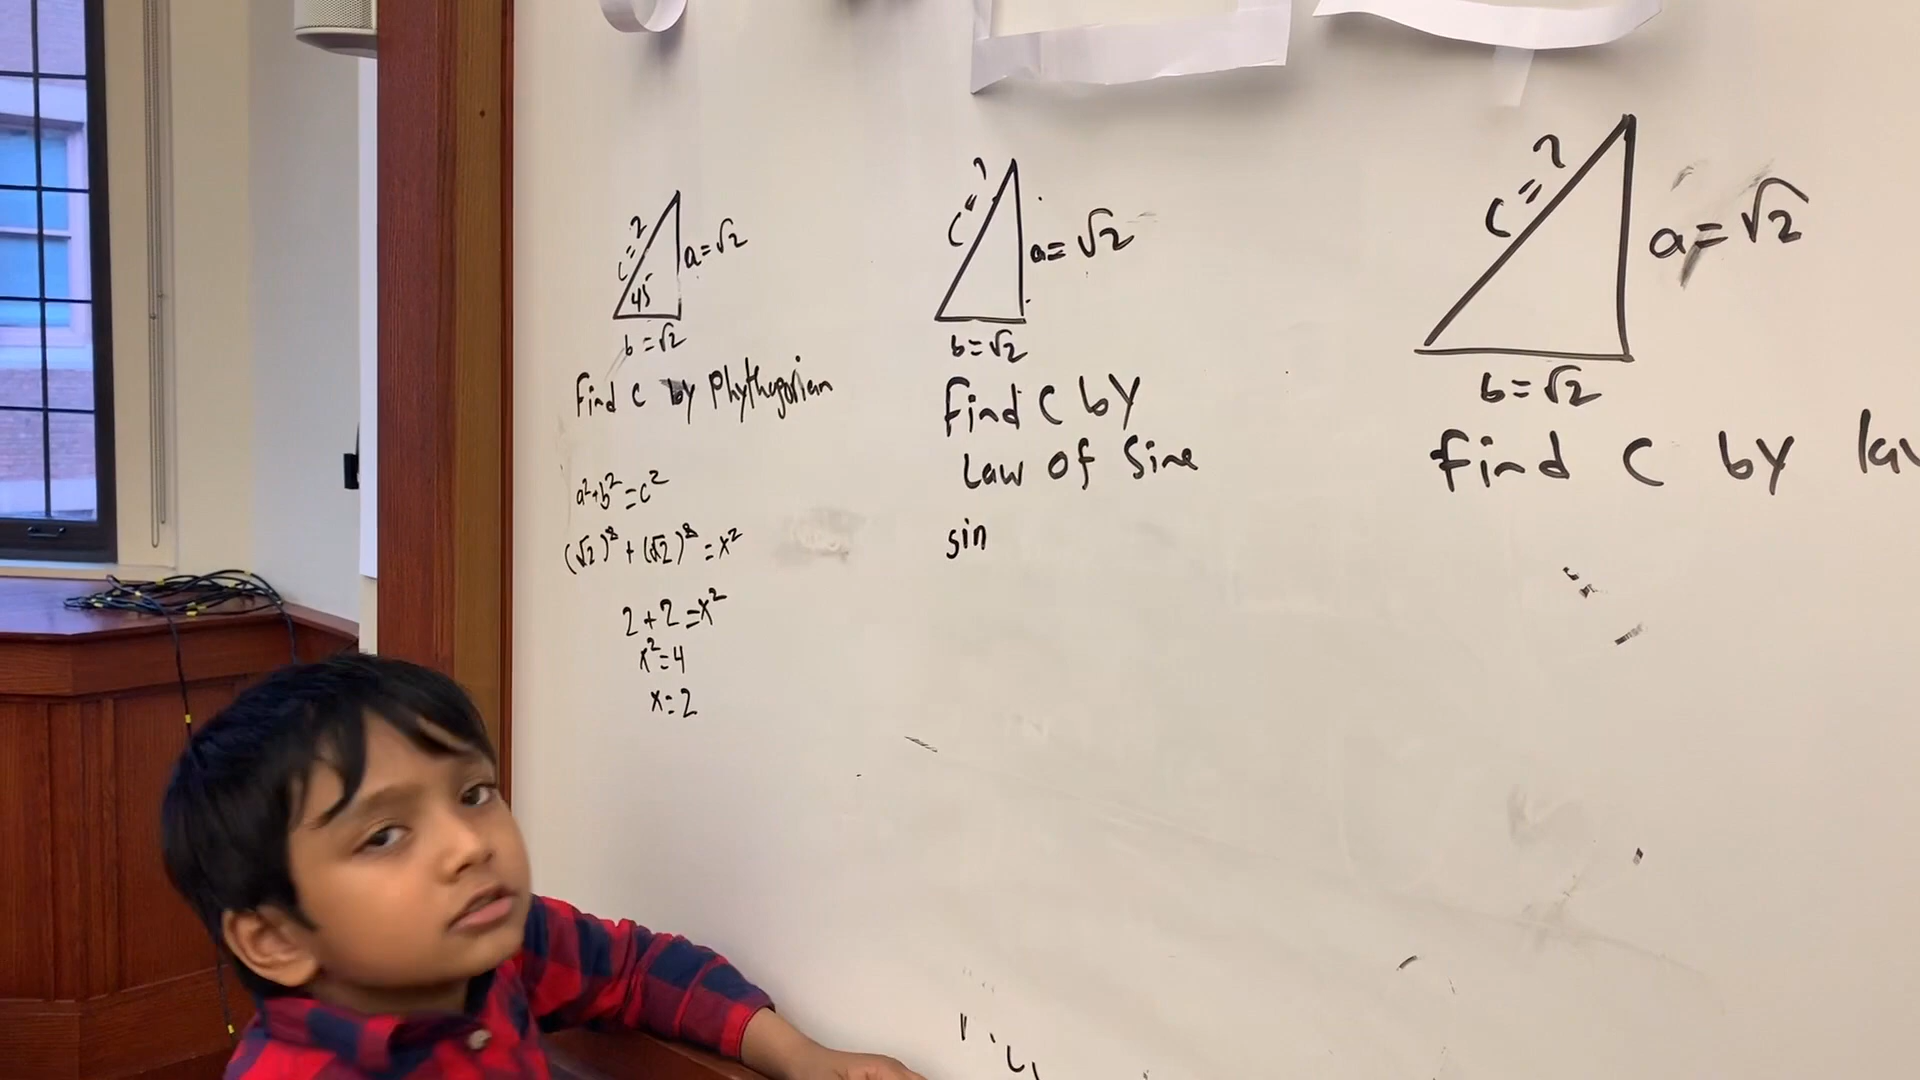 c = 2
a = √2
45
b = √2
Find C by Phythagorian
a²+b²=c²
(√2)² + (√2)² = x²
2+2=x²
x²=4
x=2
c = ?
a = √2
b = √2
Find C by
Law of Sine
sin
c = ?
a = √2
b = √2
Find C by